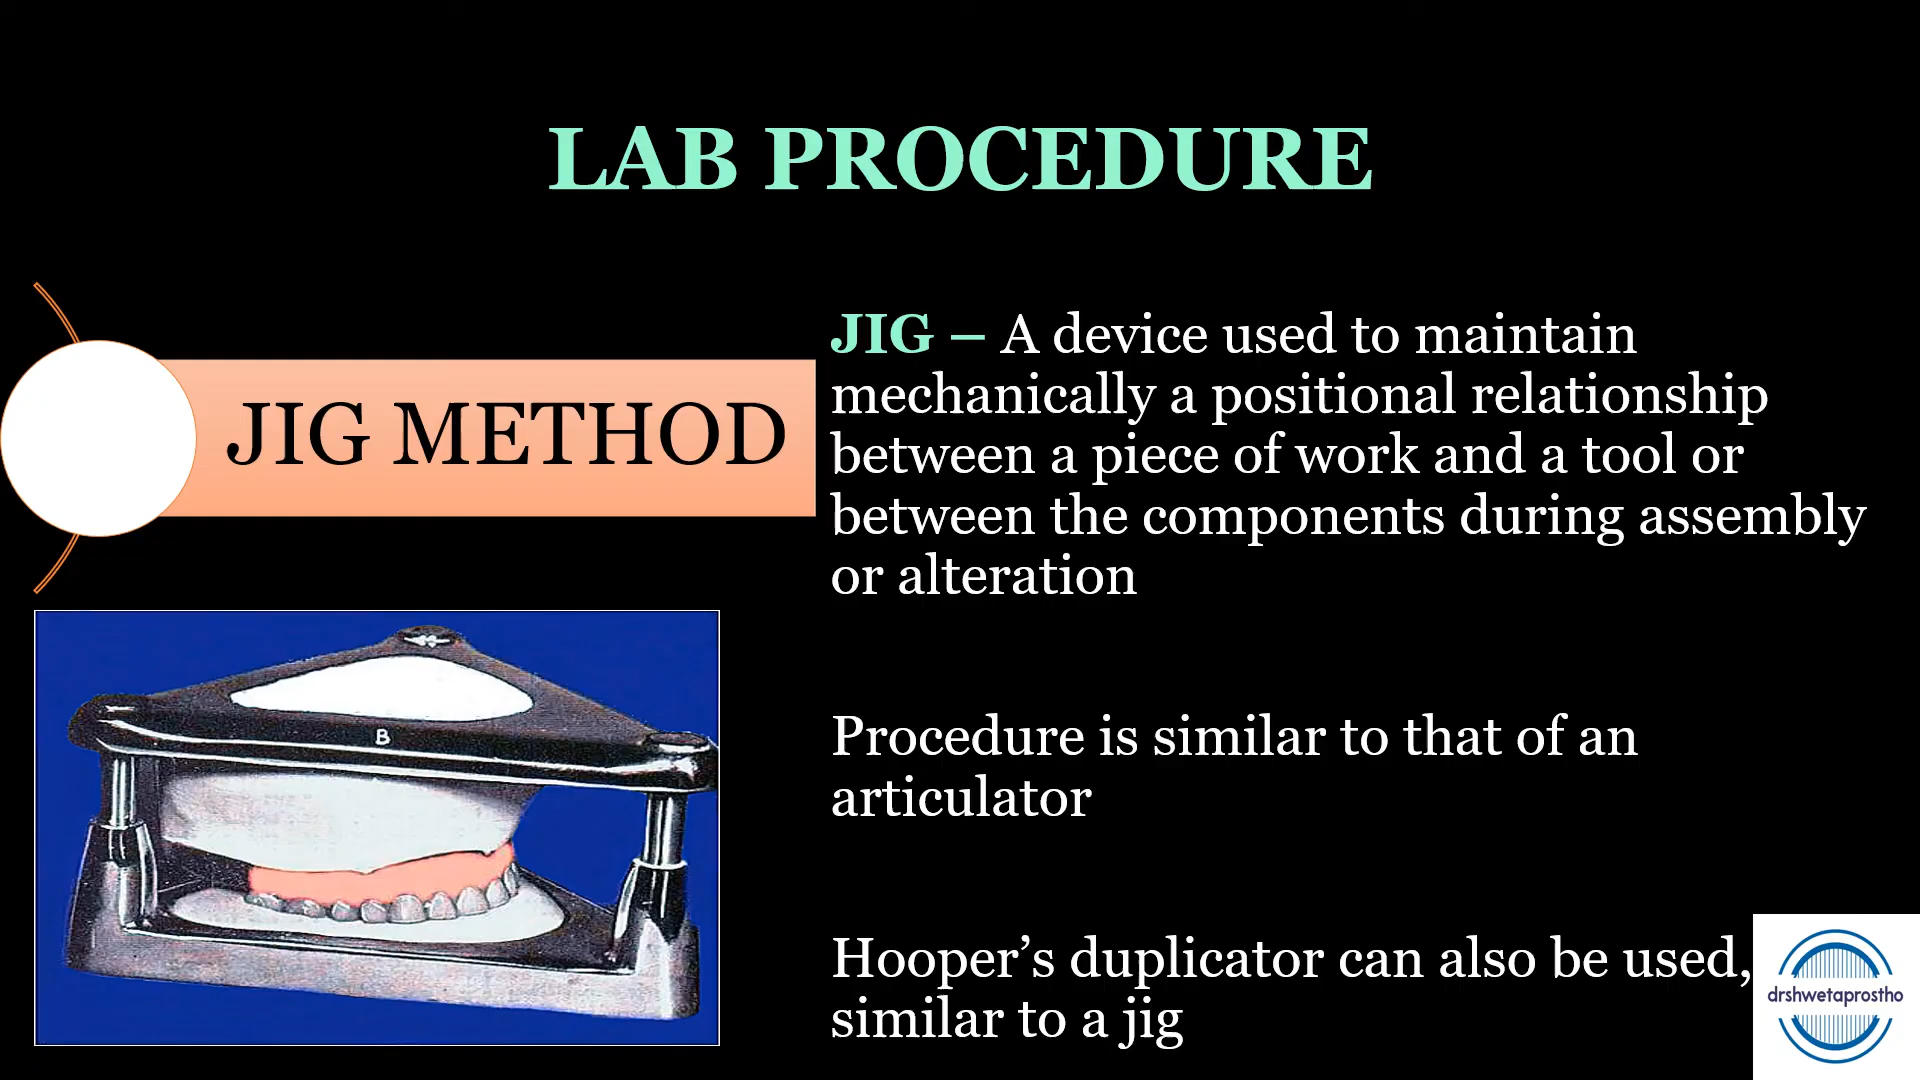 LAB PROCEDURE
JIG METHOD
JIG – A device used to maintain
mechanically a positional relationship
between a piece of work and a tool or
between the components during assembly
or alteration
Procedure is similar to that of an
articulator
Hooper’s duplicator can also be used,
similar to a jig
B
drshwetaprostho